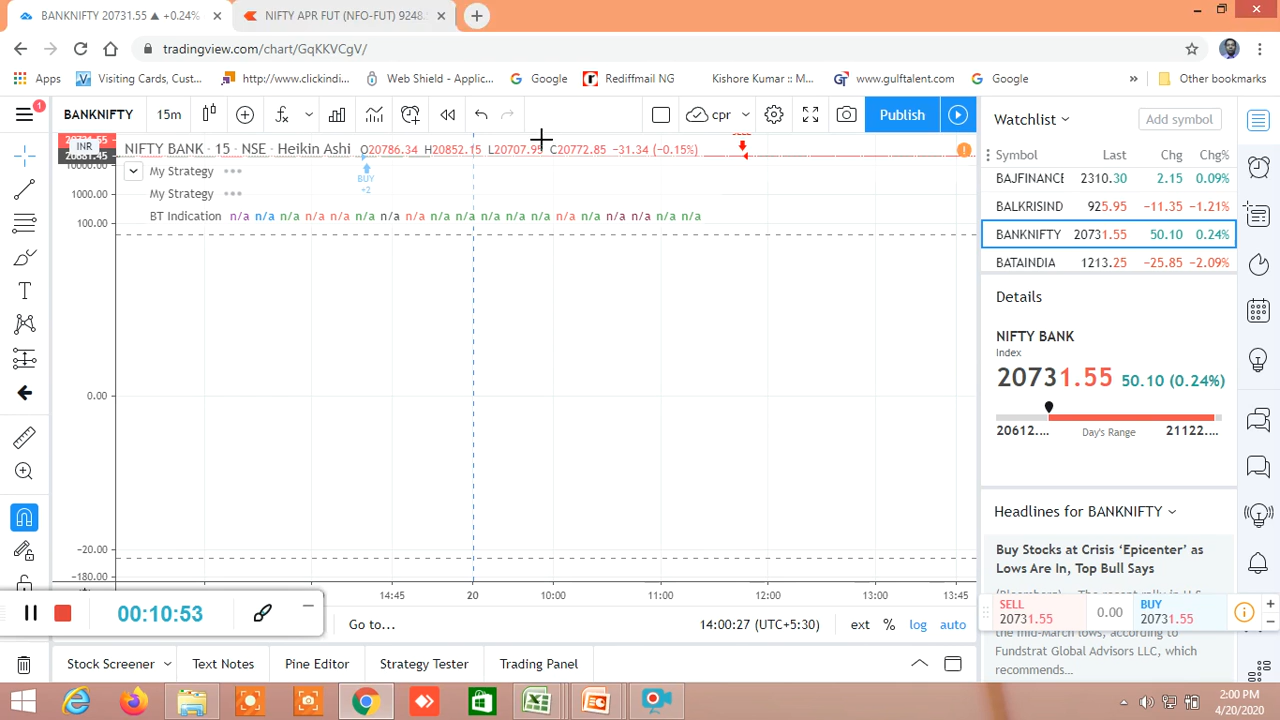 BANKNIFTY 20731.55 ▲ +0.24%
NIFTY APR FUT (NFO-FUT) 9248.
tradingview.com/chart/GqKKVCgV/
Apps Visiting Cards, Cust... http://www.clickindi... Web Shield - Applic... Google Rediffmail NG Kishore Kumar :: M... www.gulftalent.com Google » Other bookmarks
1 BANKNIFTY 15m cpr Publish
Watchlist Add symbol
INR
20881.45
NIFTY BANK · 15 · NSE · Heikin Ashi O20786.34 H20852.15 L20707.95 C20772.85 −31.34 (−0.15%)
My Strategy
My Strategy
BT Indication n/a n/a n/a n/a n/a n/a n/a n/a n/a n/a n/a n/a n/a n/a n/a n/a n/a n/a n/a
BUY
+2
10000.00
1000.00
100.00
0.00
−20.00
−180.00
14:45 20 10:00 11:00 12:00 13:00 13:45
Symbol Last Chg Chg%
BAJFINANCE 2310.30 2.15 0.09%
BALKRISIND 925.95 −11.35 −1.21%
BANKNIFTY 20731.55 50.10 0.24%
BATAINDIA 1213.25 −25.85 −2.09%
Details
NIFTY BANK
Index
20731.55 50.10 (0.24%)
20612.... Day's Range 21122....
Headlines for BANKNIFTY
Buy Stocks at Crisis ‘Epicenter’ as
Lows Are In, Top Bull Says
SELL 20731.55 0.00 BUY 20731.55
the mid-March lows, according to
Fundstrat Global Advisors LLC, which
recommends...
00:10:53
Go to... 14:00:27 (UTC+5:30) ext % log auto
Stock Screener Text Notes Pine Editor Strategy Tester Trading Panel
2:00 PM
4/20/2020